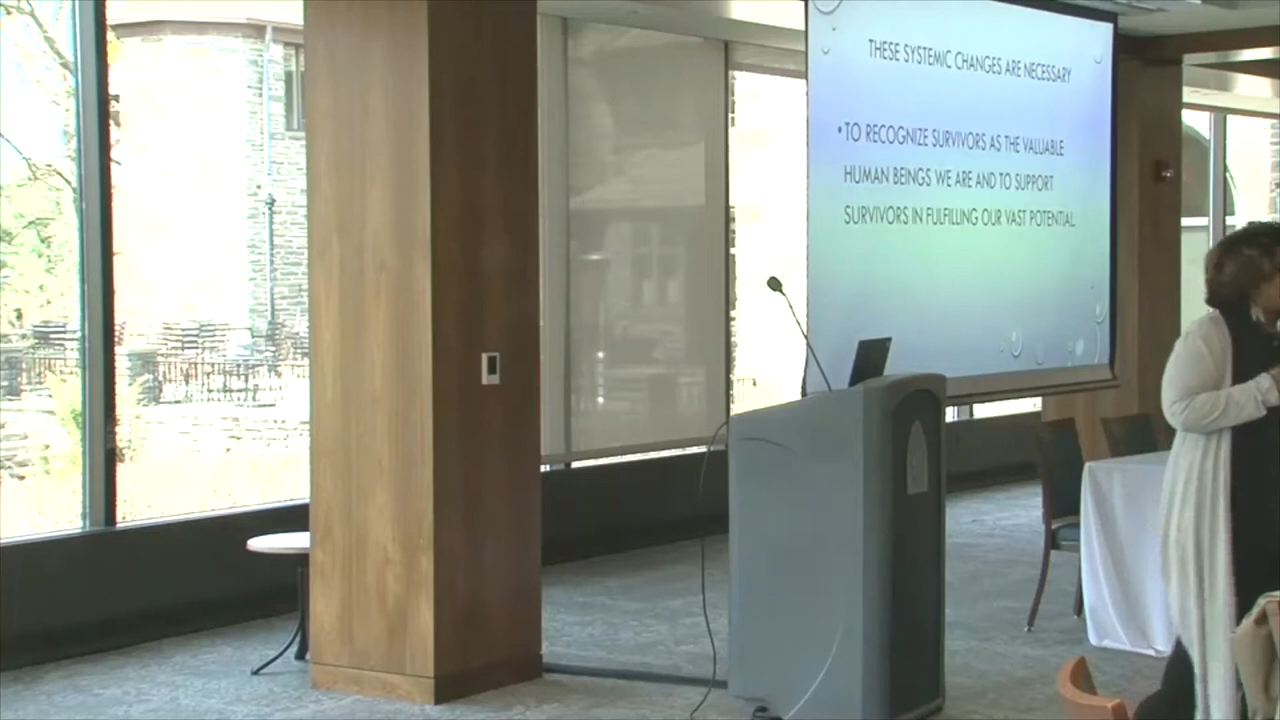 THESE SYSTEMIC CHANGES ARE NECESSARY
• TO RECOGNIZE SURVIVORS AS THE VALUABLE
HUMAN BEINGS WE ARE AND TO SUPPORT
SURVIVORS IN FULFILLING OUR VAST POTENTIAL.